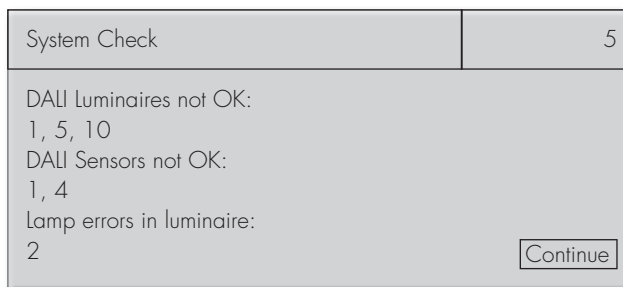 System Check 5
DALI Luminaires not OK:
1, 5, 10
DALI Sensors not OK:
1, 4
Lamp errors in luminaire:
2 Continue